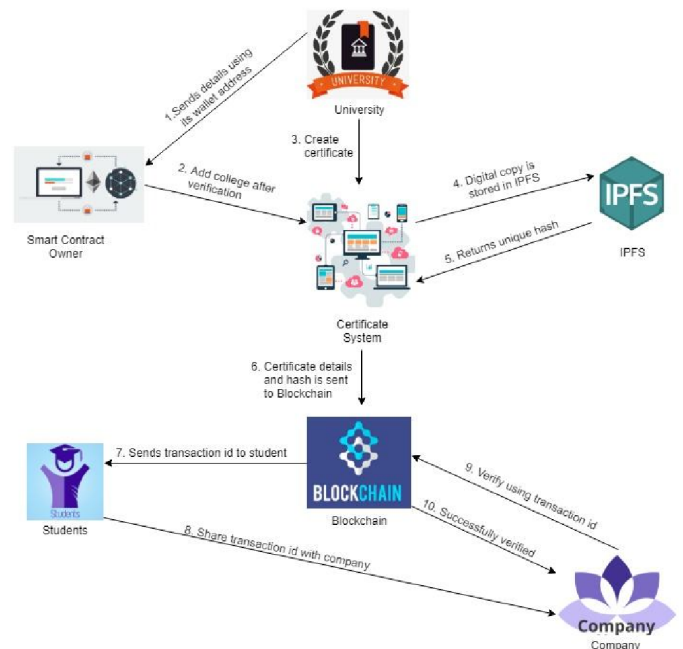 UNIVERSITY
University
1.Sends details using
its wallet address
3. Create
certificate
2. Add college after
verification
4. Digital copy is
stored in IPFS
IPFS
5. Returns unique hash
IPFS
Smart Contract
Owner
Certificate
System
6. Certificate details
and hash is sent
to Blockchain
7. Sends transaction id to student
BLOCKCHAIN
Blockchain
Students
Students
8. Share transaction id with company
9. Verify using transaction id
10. Successfully verified
Company
Company